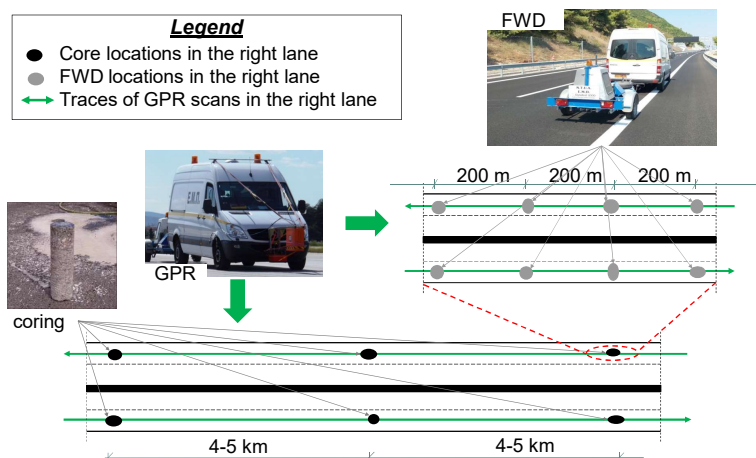 Legend
Core locations in the right lane
FWD locations in the right lane
Traces of GPR scans in the right lane
FWD
200 m 200 m 200 m
E.M.П.
GPR
coring
4-5 km 4-5 km